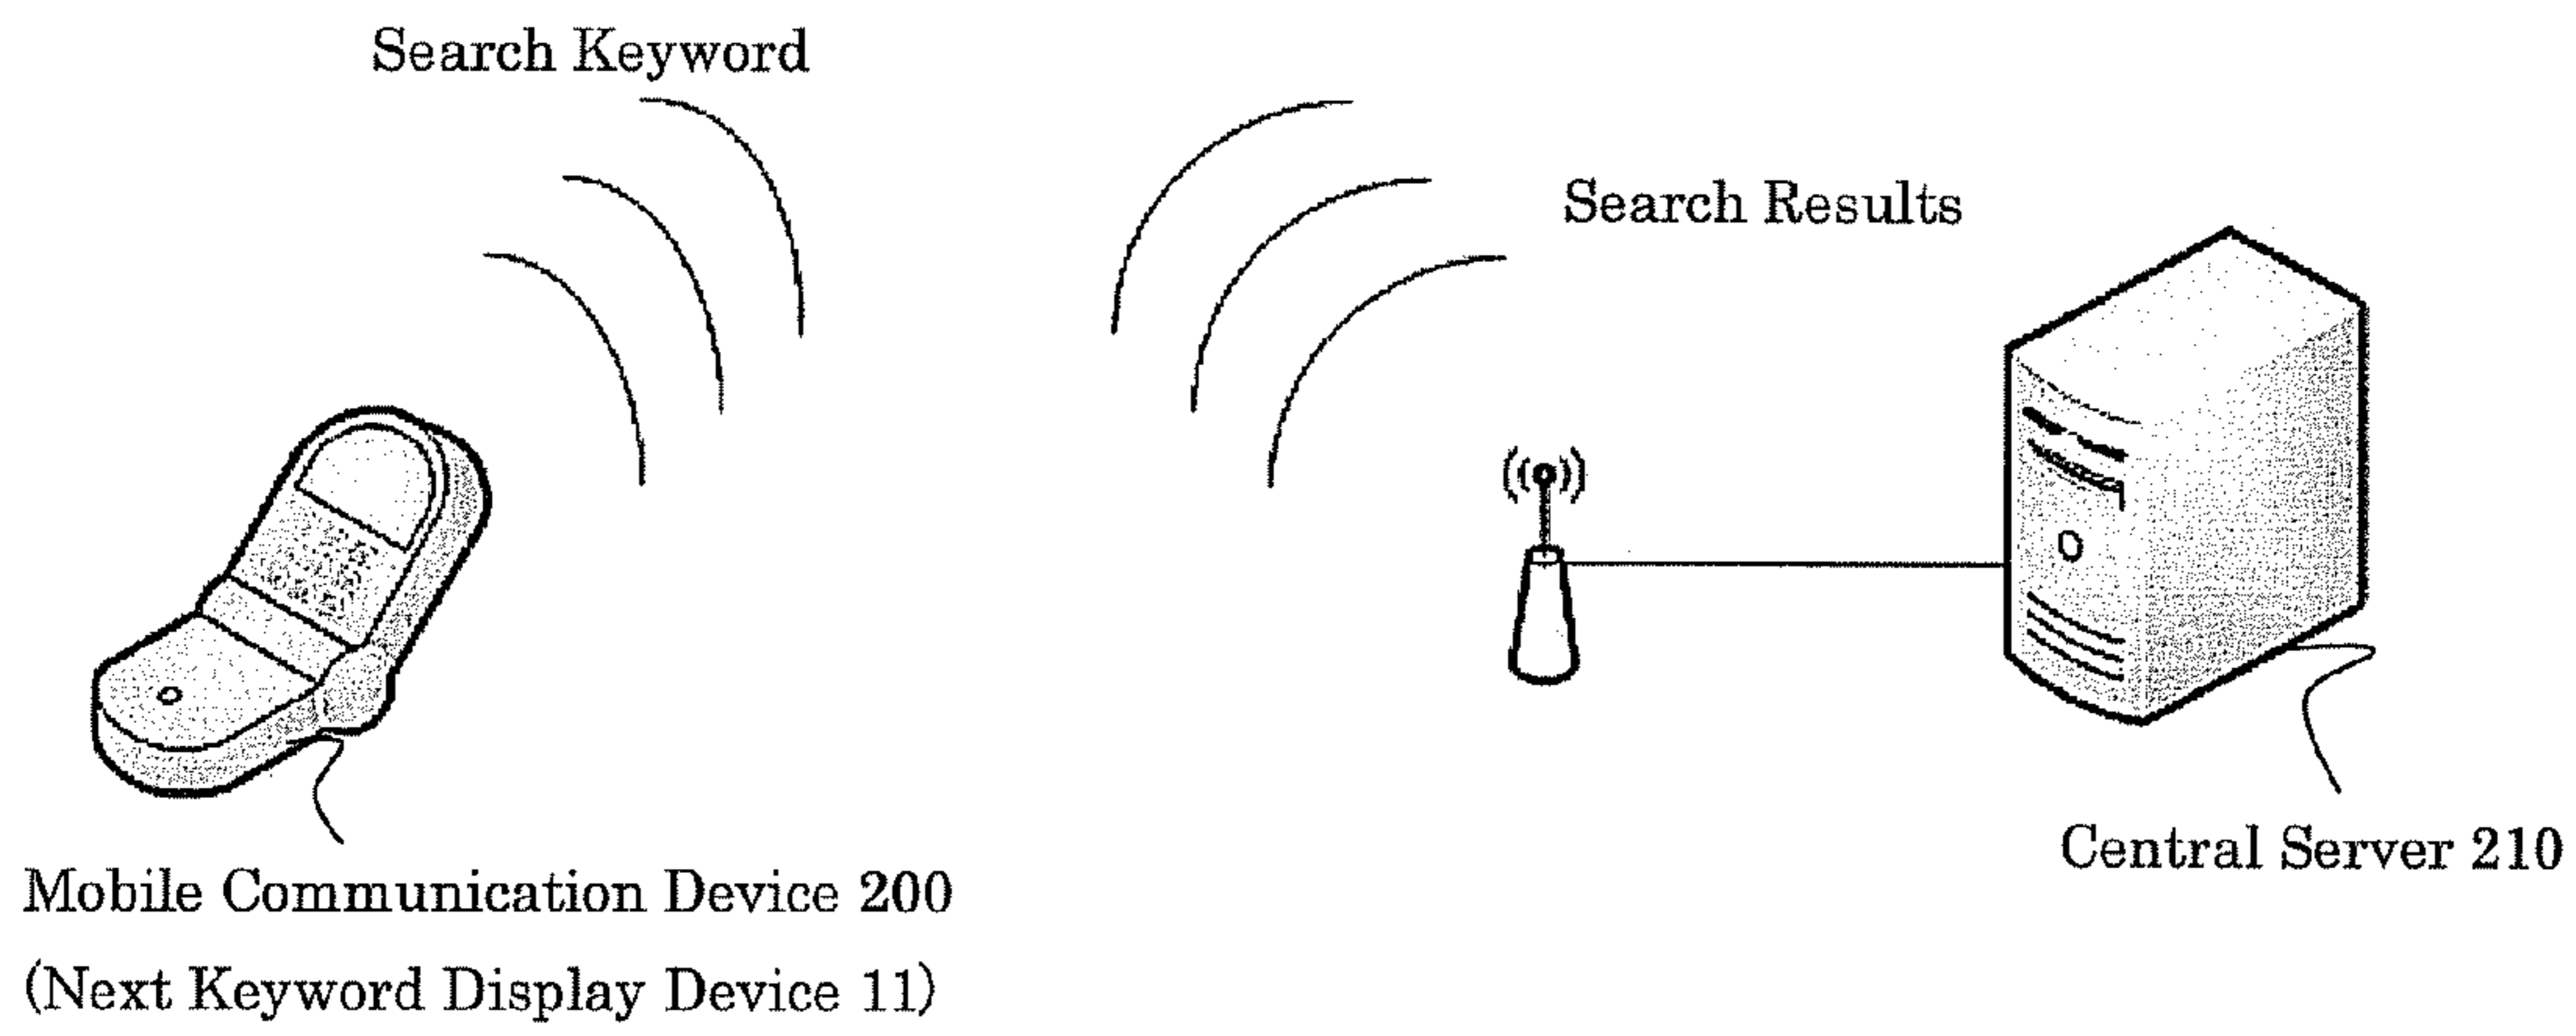 Search Keyword
Search Results
Central Server 210
Mobile Communication Device 200
(Next Keyword Display Device 11)